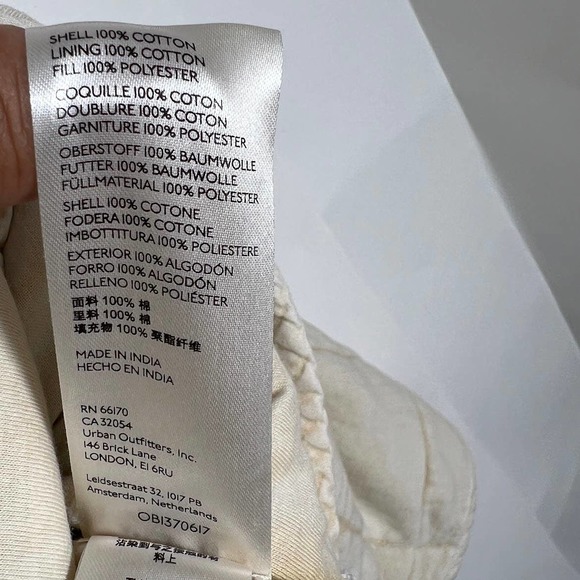 SHELL 100% COTTON
LINING 100% COTTON
FILL 100% POLYESTER
COQUILLE 100% COTON
DOUBLURE 100% COTON
GARNITURE 100% POLYESTER
OBERSTOFF 100% BAUMWOLLE
FUTTER 100% BAUMWOLLE
FÜLLMATERIAL 100% POLYESTER
SHELL 100% COTONE
FODERA 100% COTONE
IMBOTTITURA 100% POLIESTERE
EXTERIOR 100% ALGODÓN
FORRO 100% ALGODÓN
RELLENO 100% POLIÉSTER
面料 100% 棉
里料 100% 棉
填充物 100% 聚酯纤维
MADE IN INDIA
HECHO EN INDIA
RN 66170
CA 32054
Urban Outfitters, Inc.
146 Brick Lane
LONDON, E1 6RU
Leidsestraat 32, 1017 PB
Amsterdam, Netherlands
OB1370617
料上